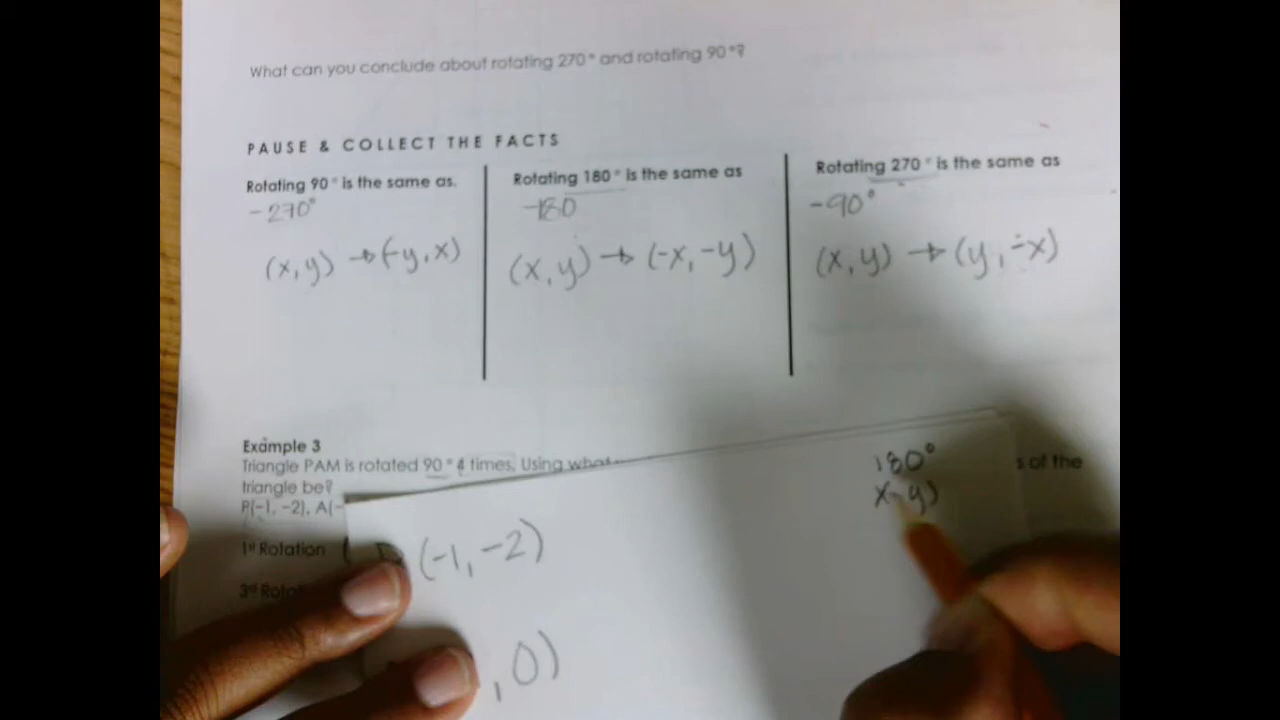 What can you conclude about rotating 270° and rotating 90°?
PAUSE & COLLECT THE FACTS
Rotating 90° is the same as.
-270°
(x,y) → (-y,x)
Rotating 180° is the same as
-180
(x,y) → (-x,-y)
Rotating 270° is the same as
-90°
(x,y) → (y,-x)
Example 3
Triangle PAM is rotated 90° 4 times. Using what
s of the
triangle be?
P(-1, -2), A(-
1st Rotation
3rd Rota
(-1,-2)
,0)
180°
x,y)